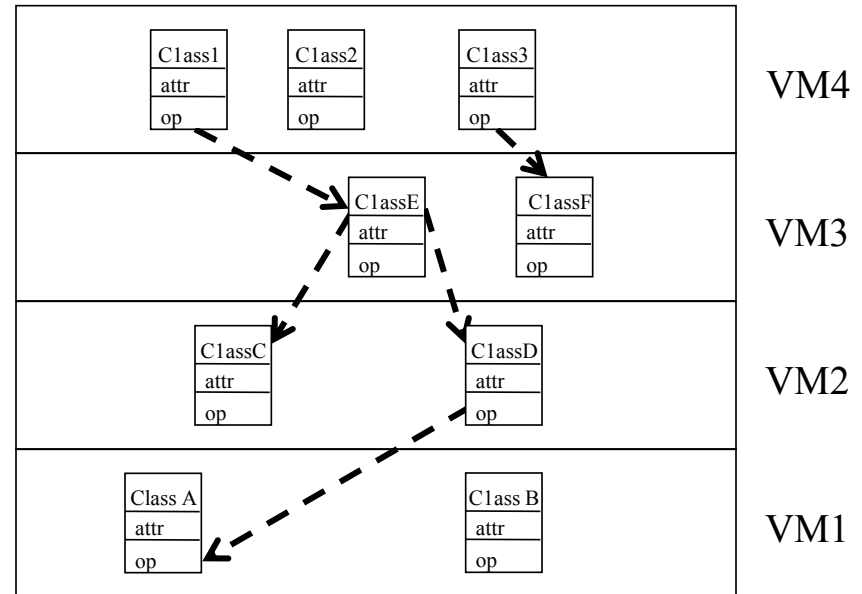 C1ass1
attr
op
C1ass2
attr
op
C1ass3
attr
op
VM4
C1assE
attr
op
C1assF
attr
op
VM3
C1assC
attr
op
C1assD
attr
op
VM2
Class A
attr
op
C1ass B
attr
op
VM1